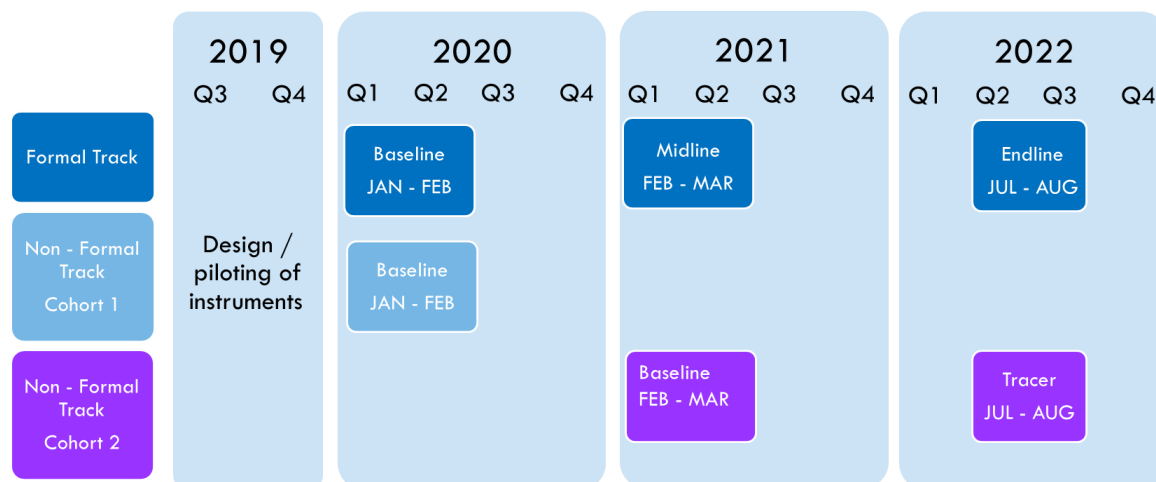 2019
2020
2021
2022
Q3 Q4
Q1 Q2 Q3 Q4
Q1 Q2 Q3 Q4
Q1 Q2 Q3 Q4
Formal Track
Baseline
JAN - FEB
Midline
FEB - MAR
Endline
JUL - AUG
Non - Formal
Track
Cohort 1
Design /
piloting of
instruments
Baseline
JAN - FEB
Non - Formal
Track
Cohort 2
Baseline
FEB - MAR
Tracer
JUL - AUG